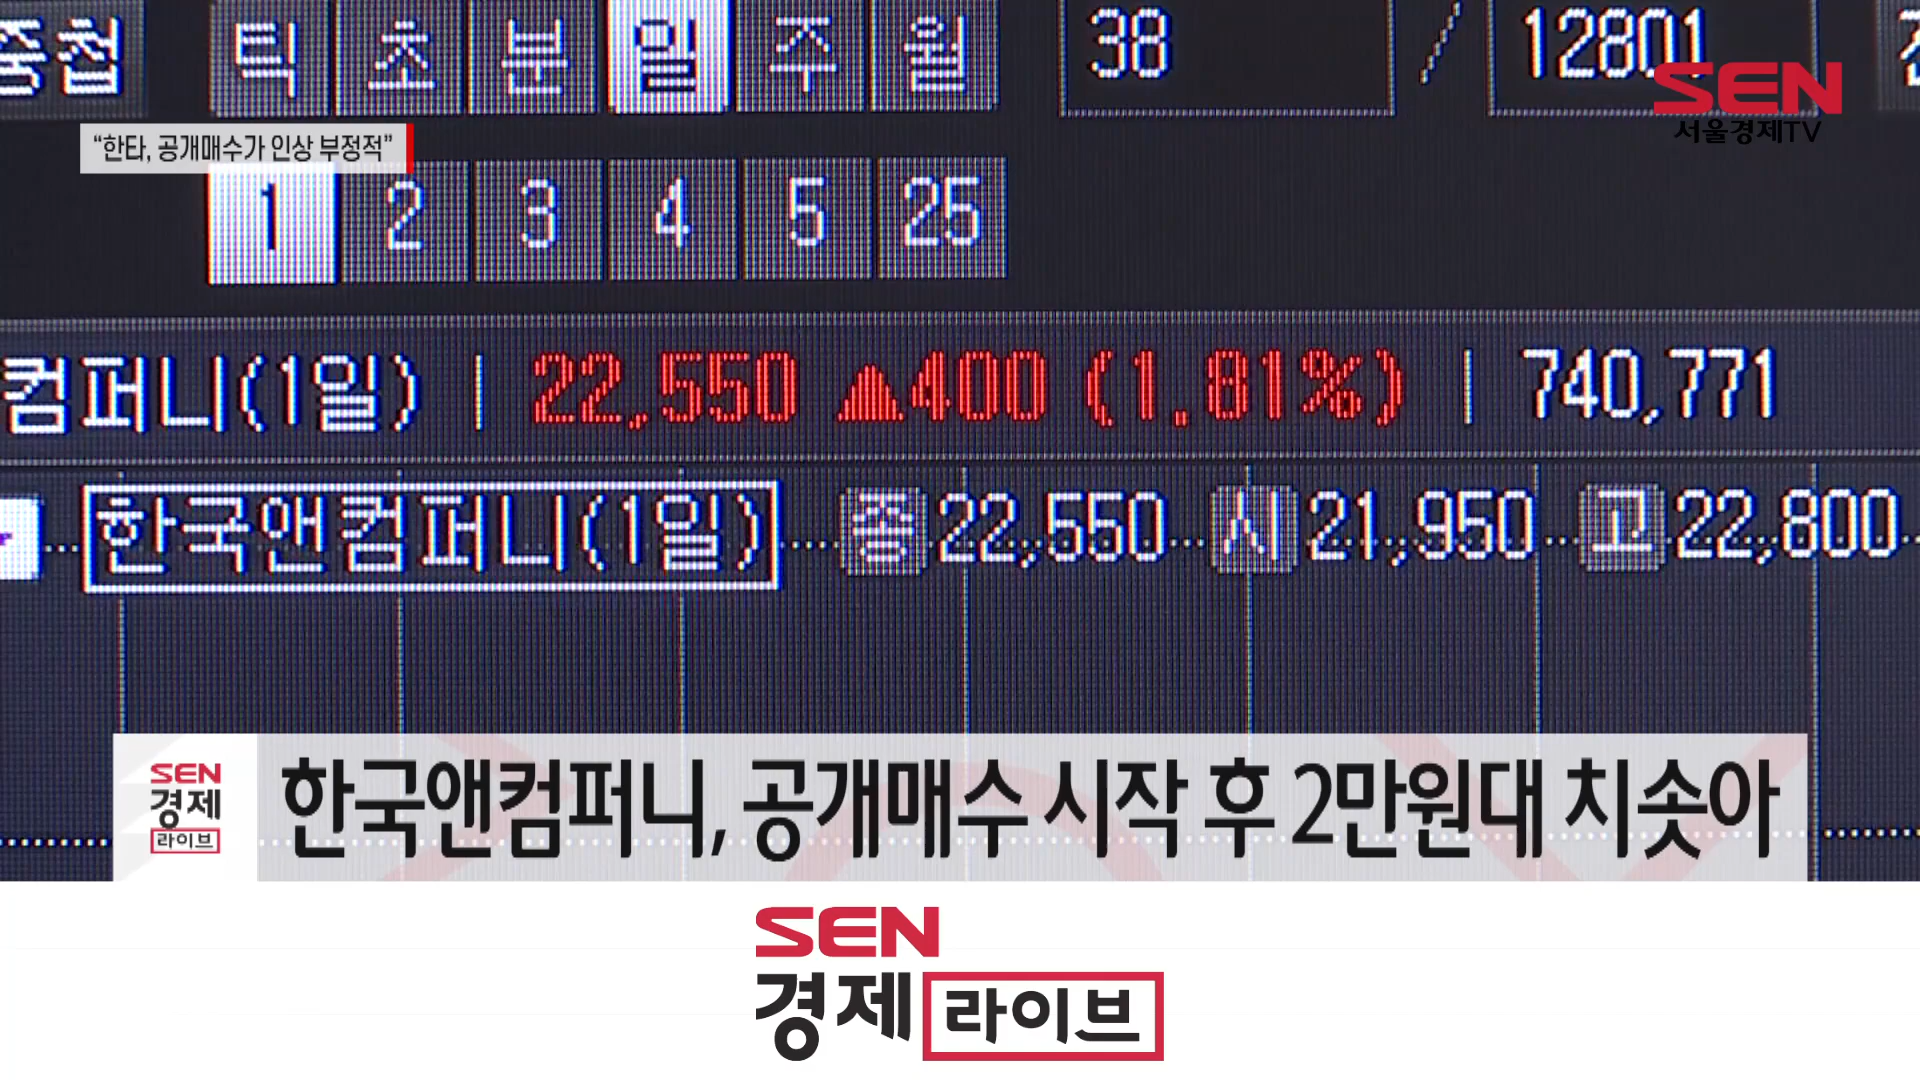 중첩 틱 초 분 일 주 월 38 / 12801
SEN
서울경제TV
“한타, 공개매수가 인상 부정적”
1 2 3 4 5 25
컴퍼니(1일) | 22,550 ▲400 (1.81%) | 740,771
한국앤컴퍼니(1일) 종 22,550 시 21,950 고 22,800
SEN
경제
라이브
한국앤컴퍼니, 공개매수 시작 후 2만원대 치솟아
SEN
경제 라이브